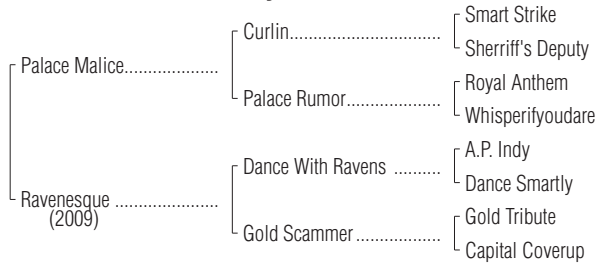 Smart Strike
Curlin.......................................
Sherriff's Deputy
Palace Malice....................
Royal Anthem
Palace Rumor........................
Whisperifyoudare
A.P. Indy
Dance With Ravens ..........
Dance Smartly
Ravenesque ......................
(2009)
Gold Tribute
Gold Scammer ..................
Capital Coverup